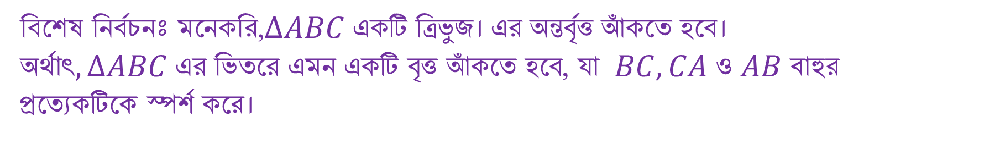 বিশেষ নির্বচনঃ মনেকরি,ΔABC একটি ত্রিভুজ। এর অন্তর্বৃত্ত আঁকতে হবে।
অর্থাৎ, ΔABC এর ভিতরে এমন একটি বৃত্ত আঁকতে হবে, যা BC, CA ও AB বাহুর
প্রত্যেকটিকে স্পর্শ করে।